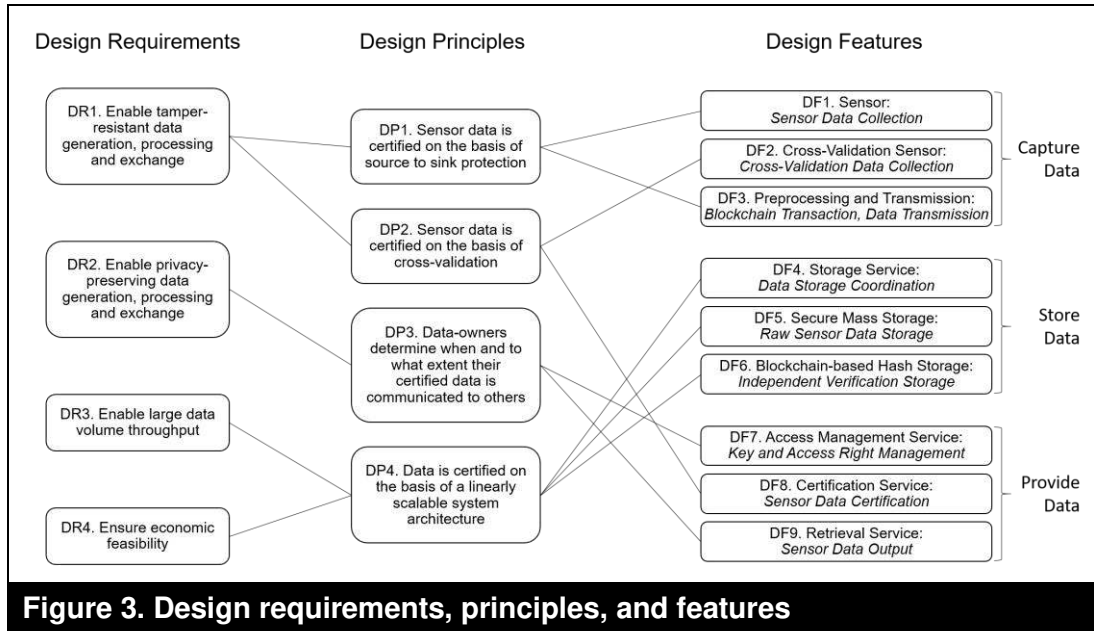 Design Requirements
Design Principles
Design Features
DR1. Enable tamper-
resistant data
generation, processing
and exchange
DR2. Enable privacy-
preserving data
generation, processing
and exchange
DR3. Enable large data
volume throughput
DR4. Ensure economic
feasibility
DP1. Sensor data is
certified on the basis of
source to sink protection
DP2. Sensor data is
certified on the basis of
cross-validation
DP3. Data-owners
determine when and to
what extent their
certified data is
communicated to others
DP4. Data is certified on
the basis of a linearly
scalable system
architecture
DF1. Sensor:
Sensor Data Collection
DF2. Cross-Validation Sensor:
Cross-Validation Data Collection
DF3. Preprocessing and Transmission:
Blockchain Transaction, Data Transmission
Capture
Data
DF4. Storage Service:
Data Storage Coordination
DF5. Secure Mass Storage:
Raw Sensor Data Storage
DF6. Blockchain-based Hash Storage:
Independent Verification Storage
Store
Data
DF7. Access Management Service:
Key and Access Right Management
DF8. Certification Service:
Sensor Data Certification
DF9. Retrieval Service:
Sensor Data Output
Provide
Data
Figure 3. Design requirements, principles, and features